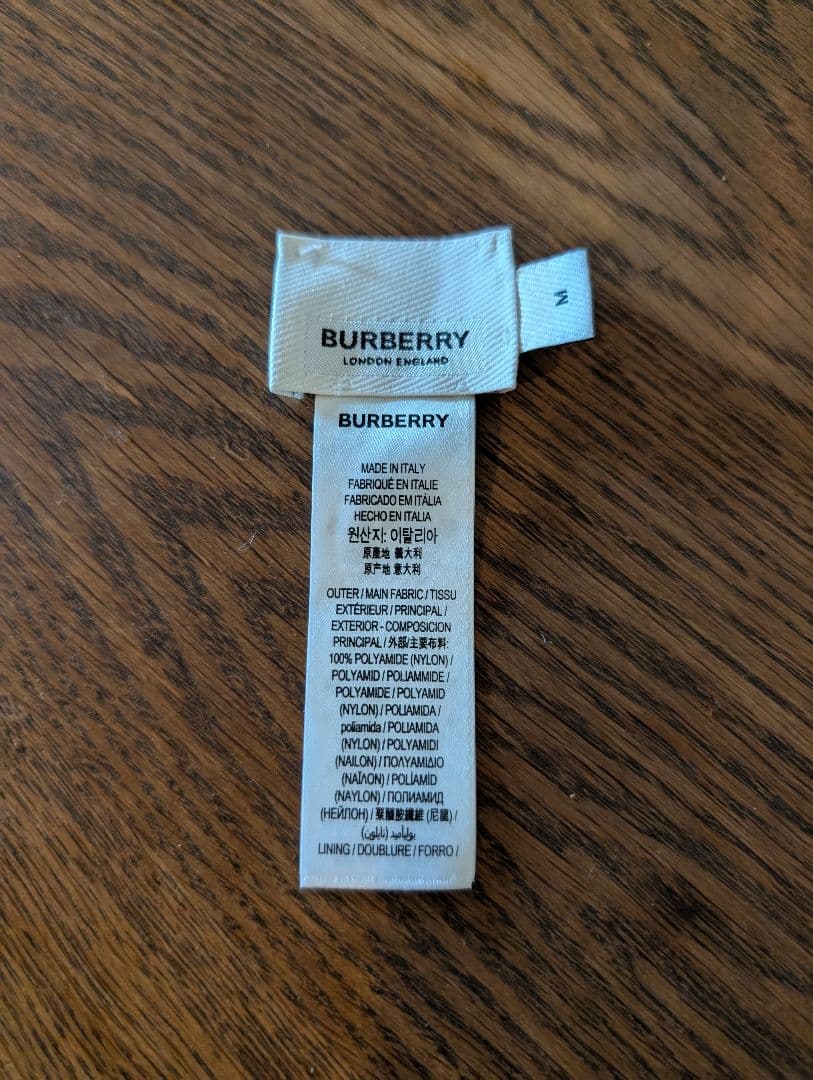 BURBERRY
LONDON ENGLAND
M
BURBERRY
MADE IN ITALY
FABRIQUÉ EN ITALIE
FABRICADO EM ITÁLIA
HECHO EN ITALIA
원산지: 이탈리아
原產地 義大利
原产地 意大利
OUTER / MAIN FABRIC / TISSU
EXTÉRIEUR / PRINCIPAL /
EXTERIOR - COMPOSICION
PRINCIPAL / 外部/主要布料:
100% POLYAMIDE (NYLON) /
POLYAMID / POLIAMMIDE /
POLYAMIDE / POLYAMID
(NYLON) / POLIAMIDA /
poliamida / POLIAMIDA
(NYLON) / POLYAMIDI
(NAILON) / ΠΟΛΥΑΜΙΔΙΟ
(ΝΑΪΛΟΝ) / POLÍAMÍD
(NAYLON) / ПОЛИАМИД
(НЕЙЛОН) / 聚醯胺纖維 (尼龍) /
بولياميد (نايلون)
LINING / DOUBLURE / FORRO /